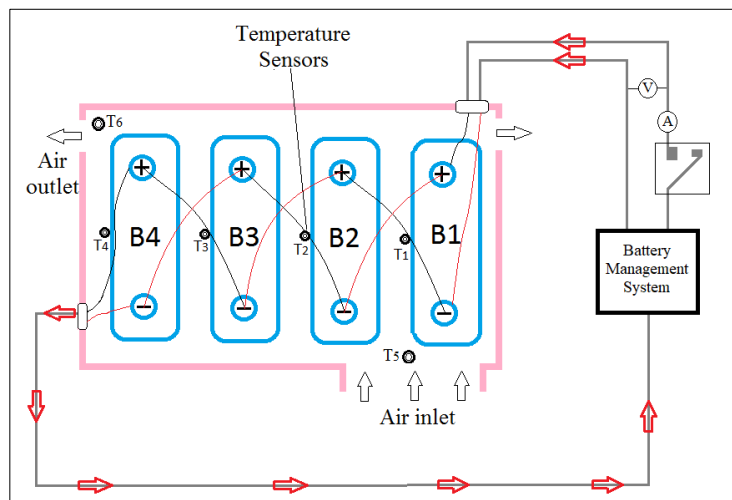 Temperature
Sensors
V
A
T6
Air
outlet
+
+
+
+
T4
B4
T3
B3
T2
B2
T1
B1
Battery
Management
System
−
−
−
−
T5
Air inlet